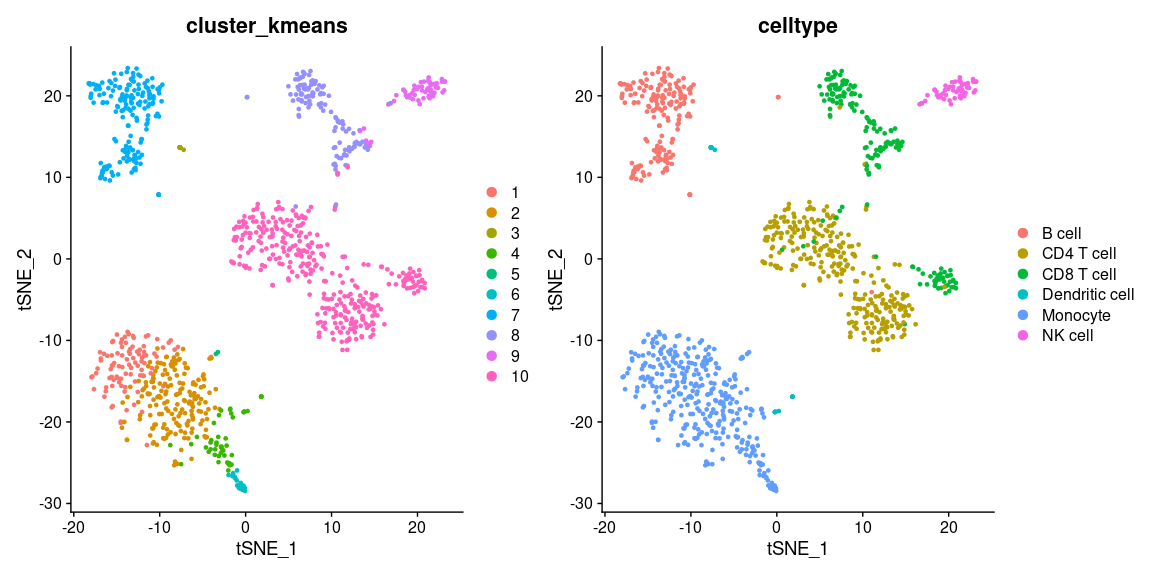 cluster_kmeans
20
10
0
-10
-20
-30
-20
-10
0
10
20
tSNE_1
tSNE_2
1
2
3
4
5
6
7
8
9
10
celltype
20
10
0
-10
-20
-30
-20
-10
0
10
20
tSNE_1
tSNE_2
B cell
CD4 T cell
CD8 T cell
Dendritic cell
Monocyte
NK cell